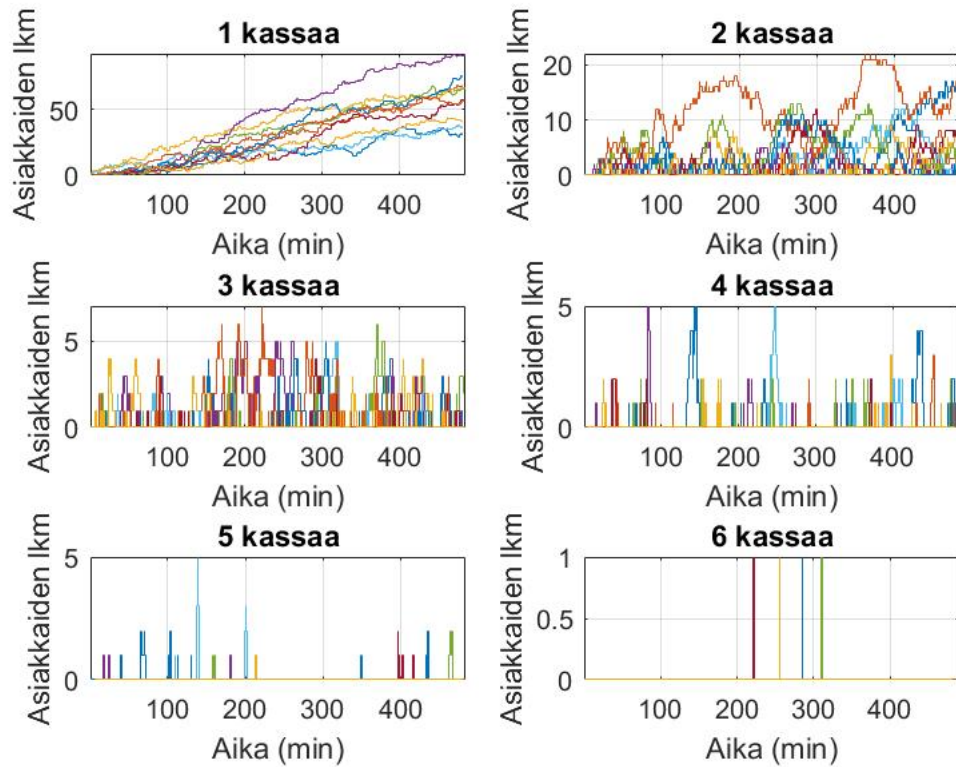 1 kassaa
Asiakkaiden lkm
50
0
100 200 300 400
Aika (min)
2 kassaa
Asiakkaiden lkm
20
10
0
100 200 300 400
Aika (min)
3 kassaa
Asiakkaiden lkm
5
0
100 200 300 400
Aika (min)
4 kassaa
Asiakkaiden lkm
5
0
100 200 300 400
Aika (min)
5 kassaa
Asiakkaiden lkm
5
0
100 200 300 400
Aika (min)
6 kassaa
Asiakkaiden lkm
1
0.5
0
100 200 300 400
Aika (min)